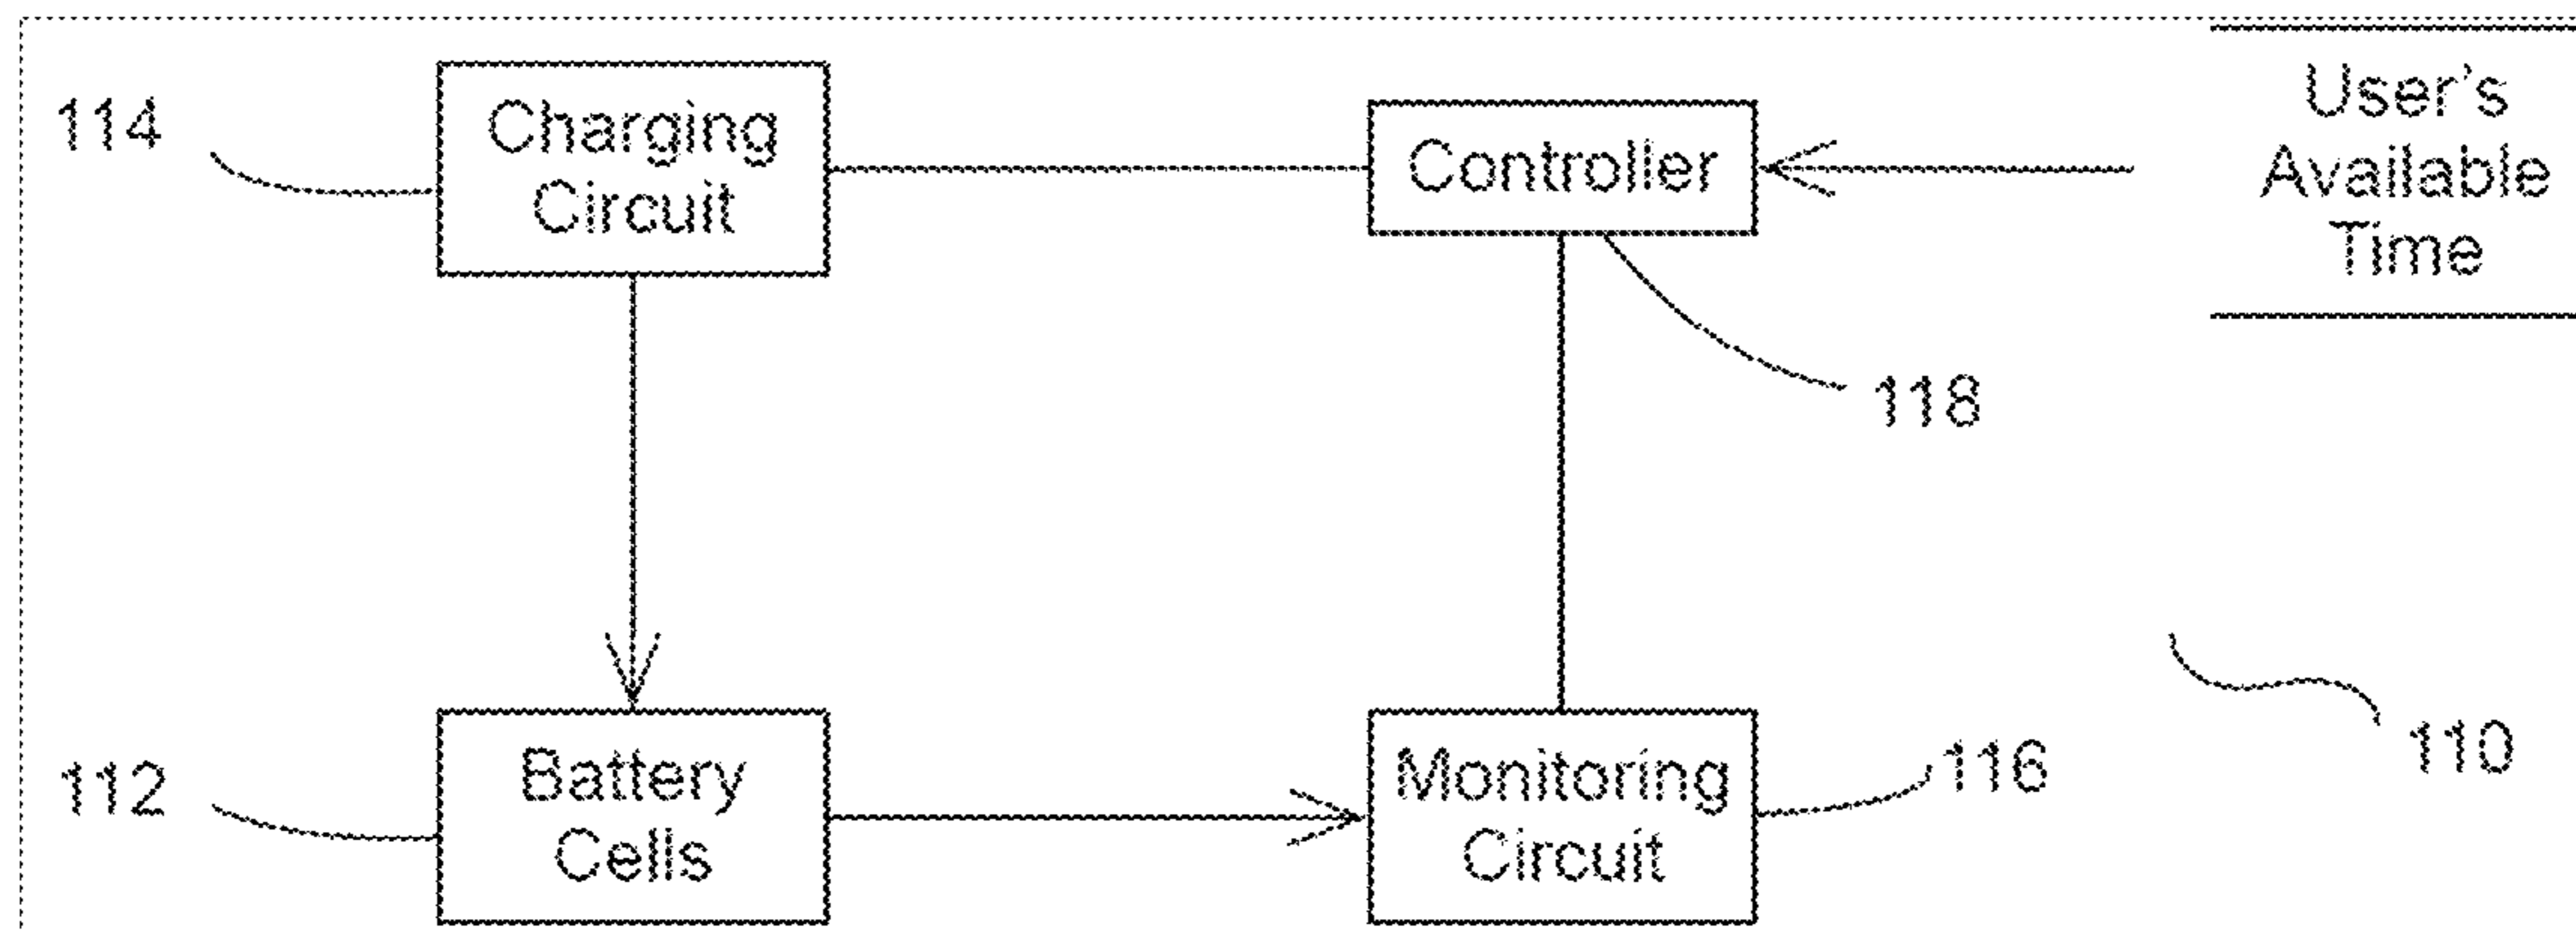 114
Charging
Circuit
Controller
User's
Available
Time
118
112
Battery
Cells
Monitoring
Circuit
116
110